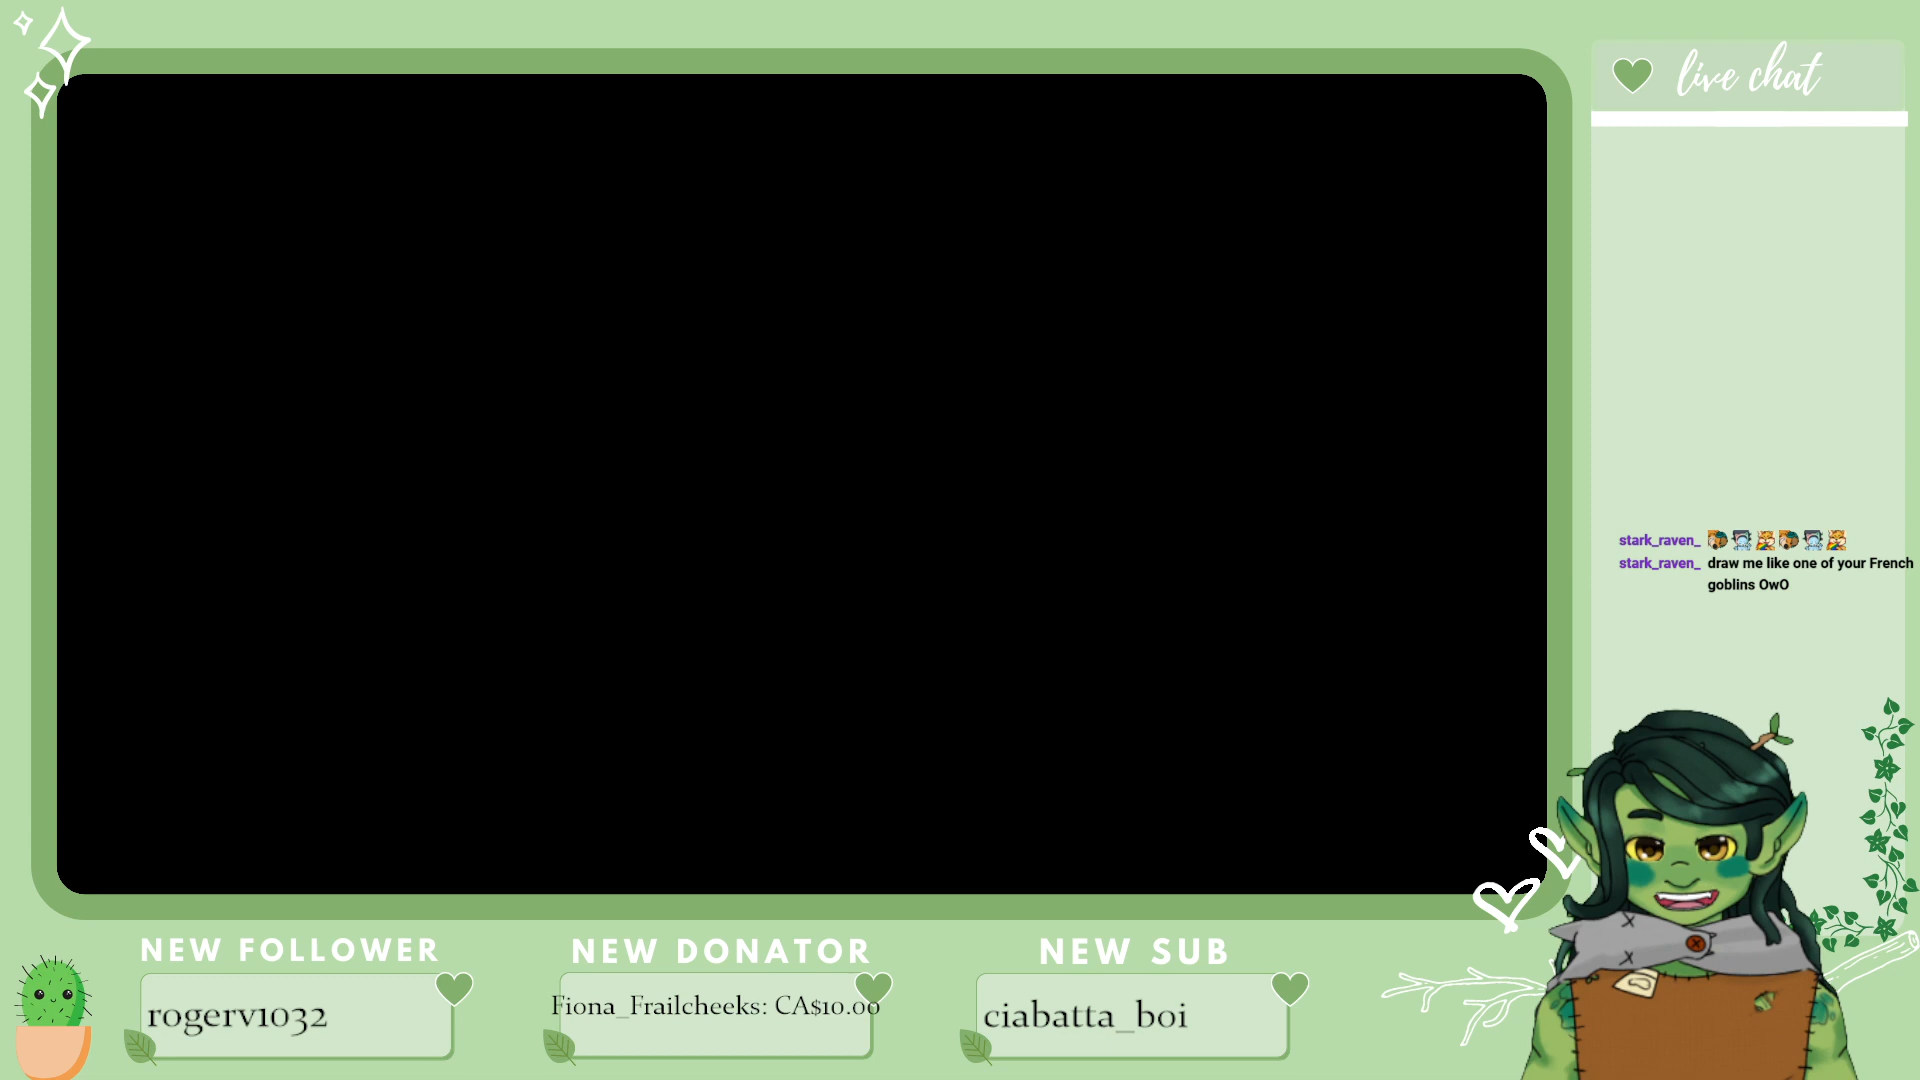 live chat
stark_raven_
stark_raven_ draw me like one of your French
goblins OwO
NEW FOLLOWER
NEW DONATOR
NEW SUB
rogerv1032
Fiona_Frailcheeks: CA$10.00
ciabatta_boi